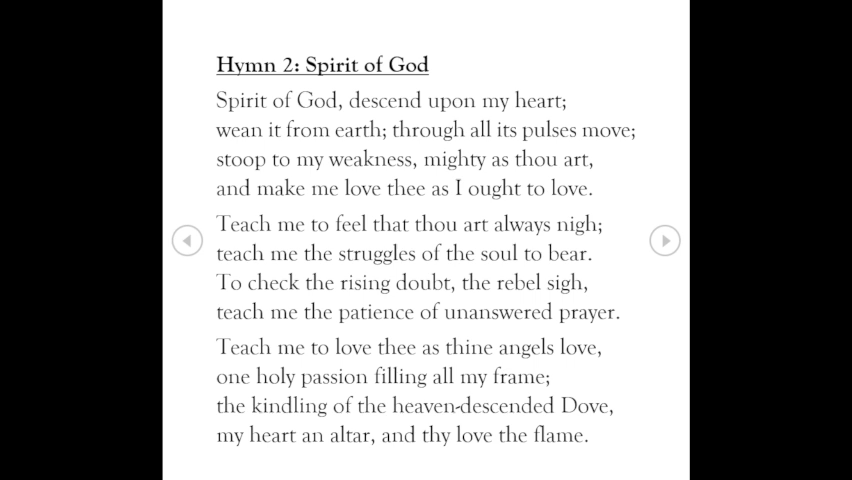 Hymn 2: Spirit of God
Spirit of God, descend upon my heart;
wean it from earth; through all its pulses move;
stoop to my weakness, mighty as thou art,
and make me love thee as I ought to love.
Teach me to feel that thou art always nigh;
teach me the struggles of the soul to bear.
To check the rising doubt, the rebel sigh,
teach me the patience of unanswered prayer.
Teach me to love thee as thine angels love,
one holy passion filling all my frame;
the kindling of the heaven-descended Dove,
my heart an altar, and thy love the flame.